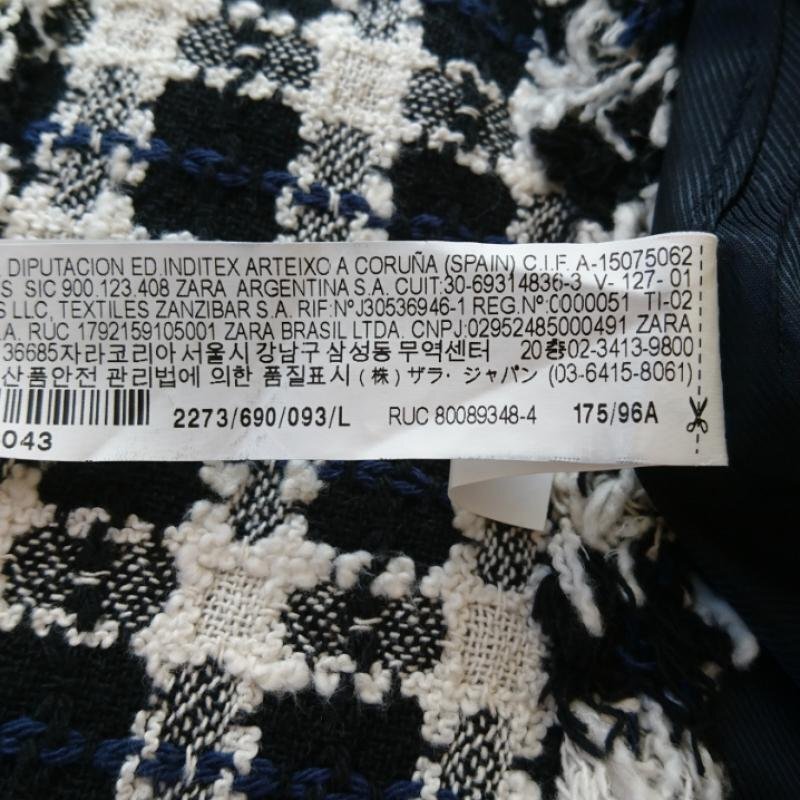 DIPUTACION ED.INDITEX ARTEIXO A CORUÑA (SPAIN) C.I.F. A-15075062
S SIC 900.123.408 ZARA ARGENTINA S.A. CUIT:30-69314836-3 V- 127- 01
S LLC, TEXTILES ZANZIBAR S.A. RIF:NºJ30536946-1 REG.Nº:0000051 TI-02
.A. RUC 1792159105001 ZARA BRASIL LTDA. CNPJ:02952485000491 ZARA
36685자라코리아 서울시 강남구 삼성동 무역센터 20층02-3413-9800
산품안전 관리법에 의한 품질표시 (株) ザラ・ジャパン (03-6415-8061)
2273/690/093/L RUC 80089348-4 175/96A
043